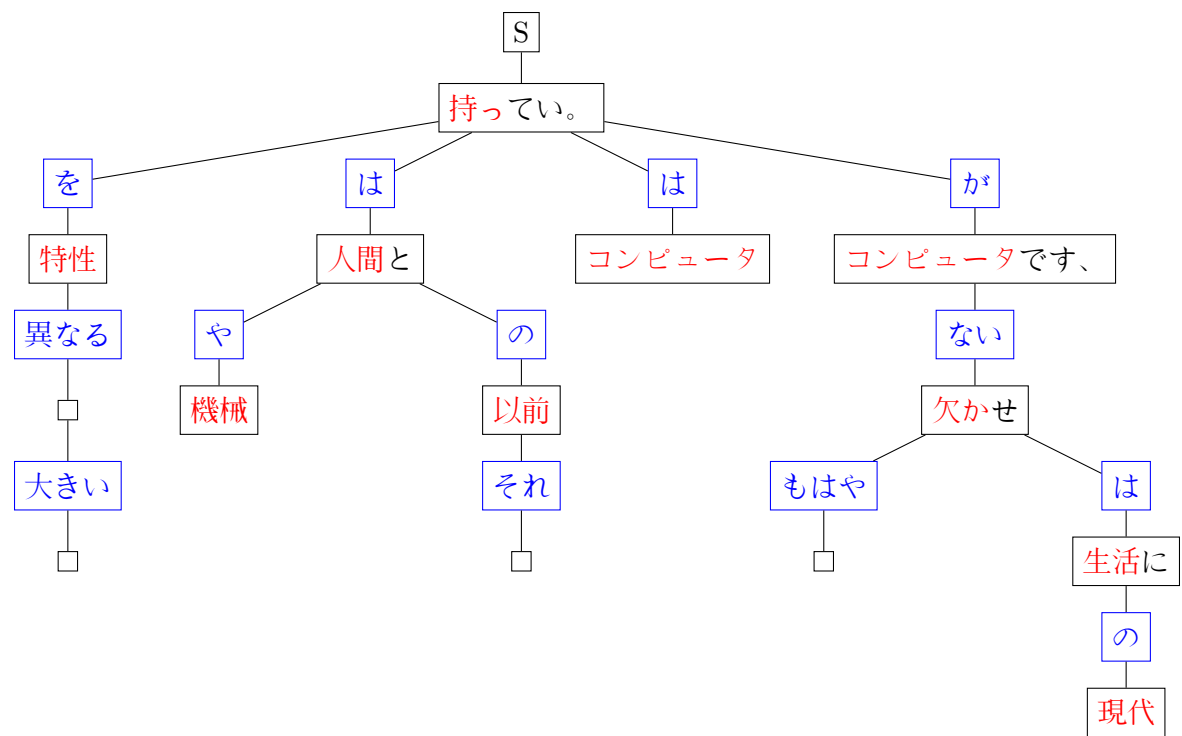 S
持ってい。
を は は が
特性 人間と コンピュータ コンピュータです、
異なる や の ない
機械 以前 欠かせ
大きい それ もはや は
生活に
の
現代